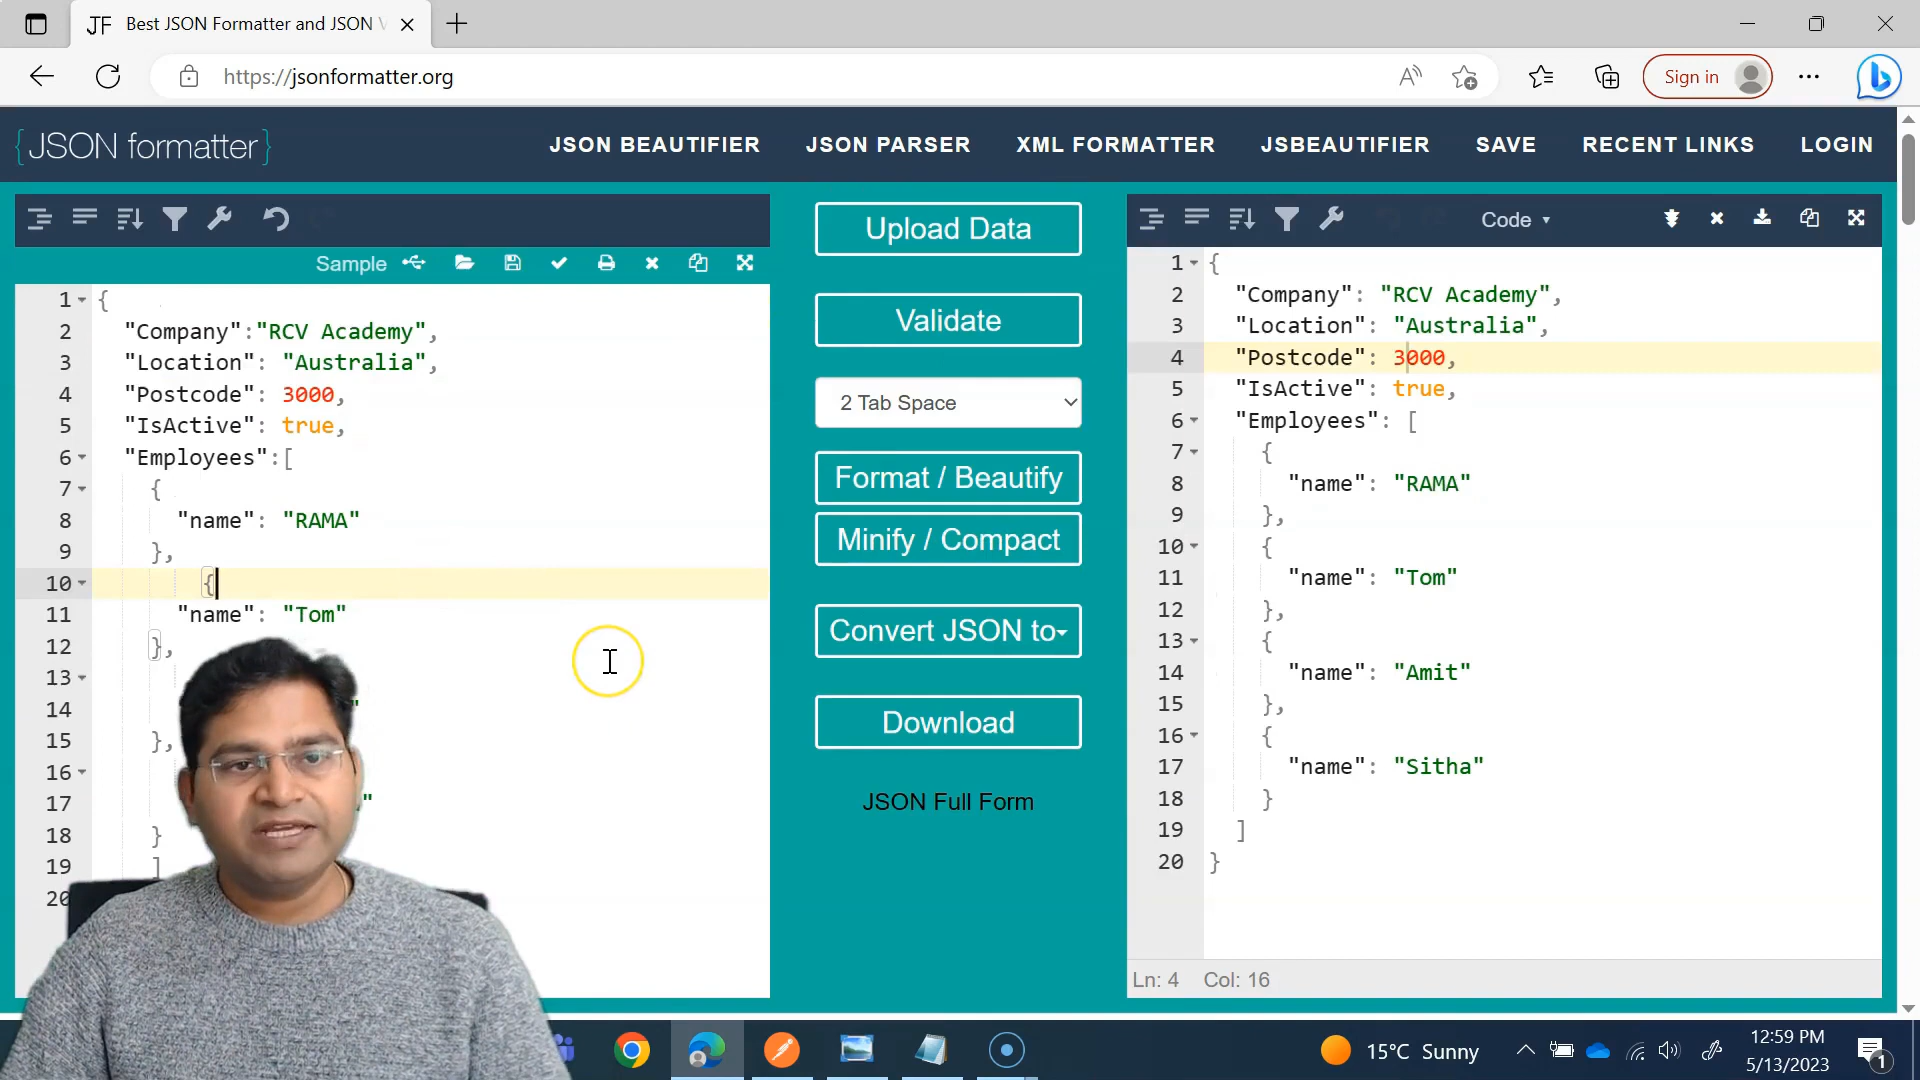 JF Best JSON Formatter and JSON V
https://jsonformatter.org
Sign in
{JSON formatter}
JSON BEAUTIFIER
JSON PARSER
XML FORMATTER
JSBEAUTIFIER
SAVE
RECENT LINKS
LOGIN
Sample
1 {
2 "Company":"RCV Academy",
3 "Location": "Australia",
4 "Postcode": 3000,
5 "IsActive": true,
6 "Employees":[
7 {
8 "name": "RAMA"
9 },
10 {
11 "name": "Tom"
12 },
13
14 "
15 },
16
17 "
18 }
19 ]
20
Upload Data
Validate
2 Tab Space
Format / Beautify
Minify / Compact
Convert JSON to
Download
JSON Full Form
Code
1 {
2 "Company": "RCV Academy",
3 "Location": "Australia",
4 "Postcode": 3000,
5 "IsActive": true,
6 "Employees": [
7 {
8 "name": "RAMA"
9 },
10 {
11 "name": "Tom"
12 },
13 {
14 "name": "Amit"
15 },
16 {
17 "name": "Sitha"
18 }
19 ]
20 }
Ln: 4 Col: 16
15°C Sunny
12:59 PM
5/13/2023
1